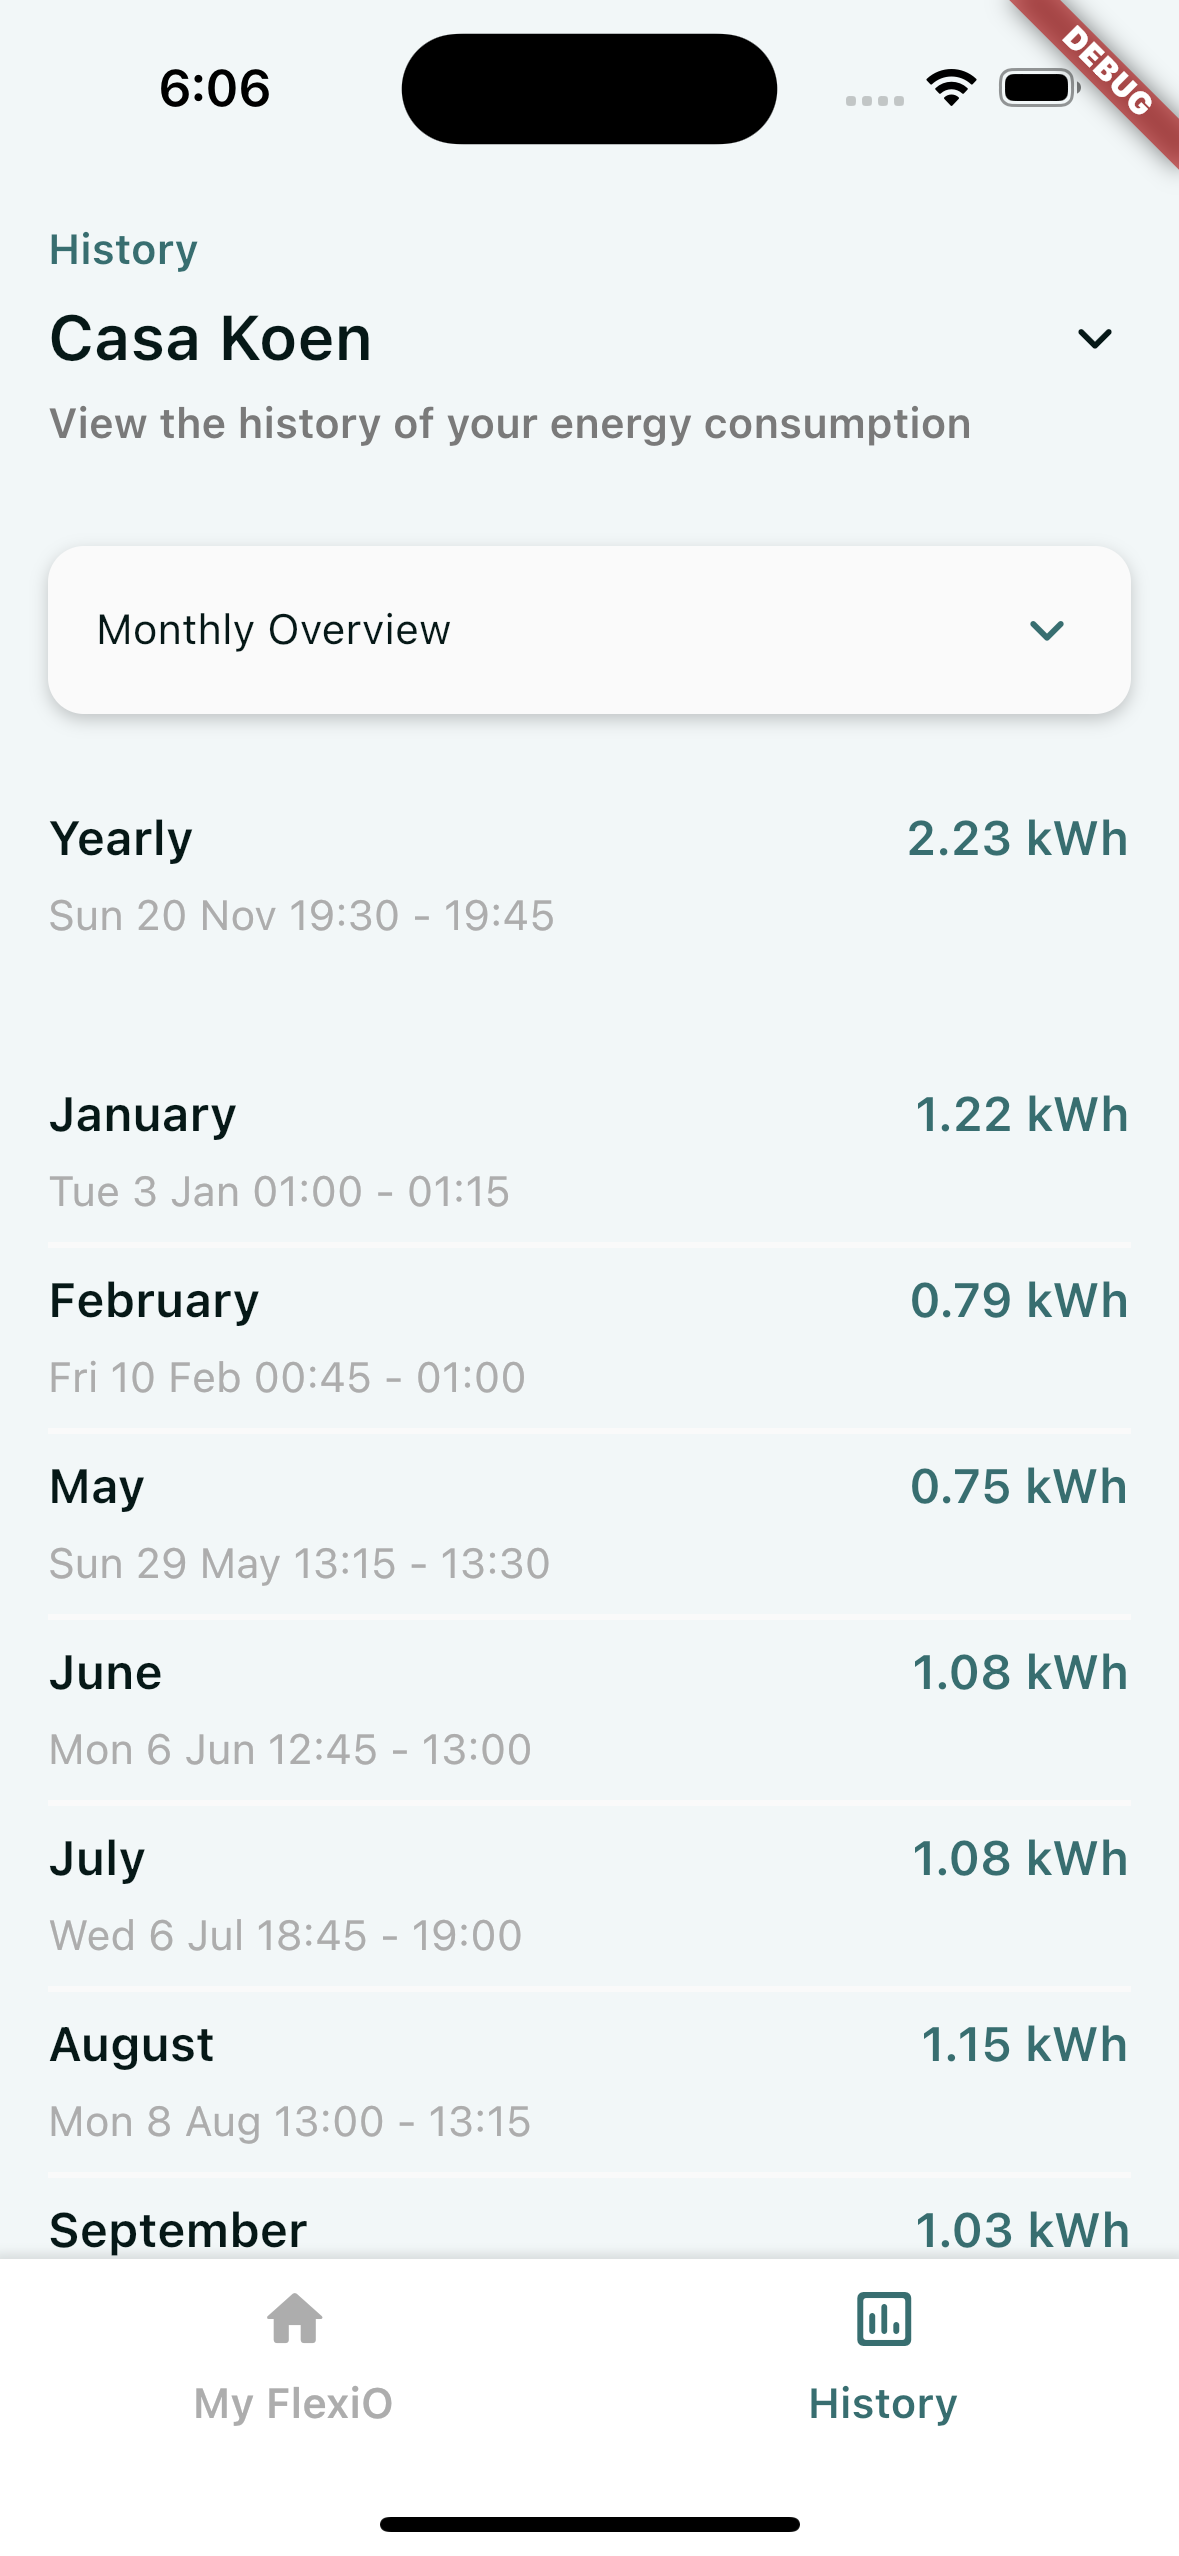 6:06
DEBUG
History
Casa Koen
View the history of your energy consumption
Monthly Overview
Yearly 2.23 kWh
Sun 20 Nov 19:30 - 19:45
January 1.22 kWh
Tue 3 Jan 01:00 - 01:15
February 0.79 kWh
Fri 10 Feb 00:45 - 01:00
May 0.75 kWh
Sun 29 May 13:15 - 13:30
June 1.08 kWh
Mon 6 Jun 12:45 - 13:00
July 1.08 kWh
Wed 6 Jul 18:45 - 19:00
August 1.15 kWh
Mon 8 Aug 13:00 - 13:15
September 1.03 kWh
My FlexiO History